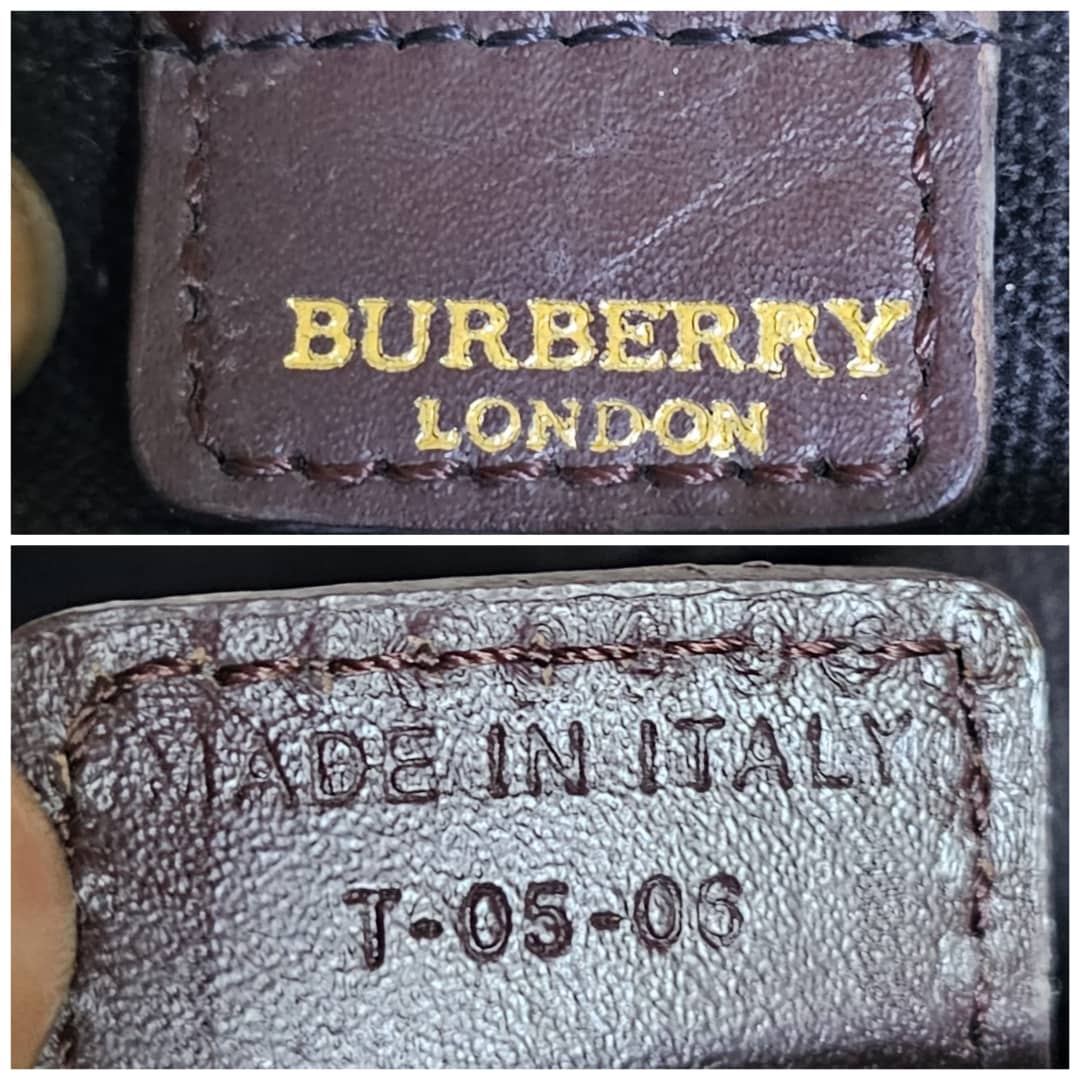 BURBERRY
LONDON
MADE IN ITALY
T-05-06